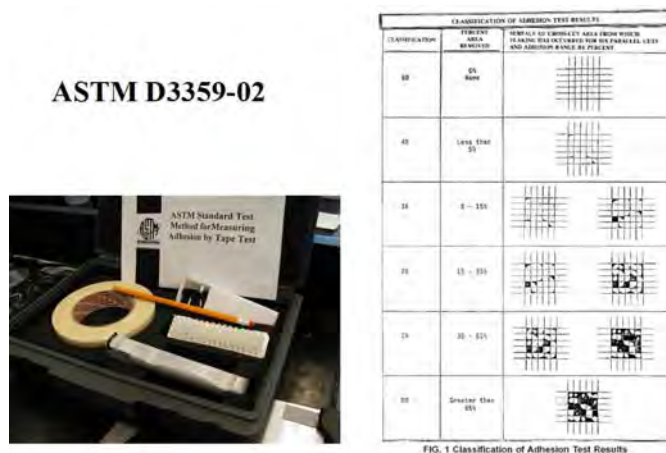 ASTM D3359-02
ASTM Standard Test
Method forMeasuring
Adhesion by Tape Test
CLASSIFICATION OF ADHESION TEST RESULTS
CLASSIFICATION
PERCENT
AREA
REMOVED
SURFACE OF CROSS-CUT AREA FROM WHICH
FLAKING HAS OCCURRED FOR SIX PARALLEL CUTS
AND ADHESION RANGE BY PERCENT
0%
None
Less than
5%
5 - 15%
15 - 35%
Greater than
65%
FIG. 1 Classification of Adhesion Test Results